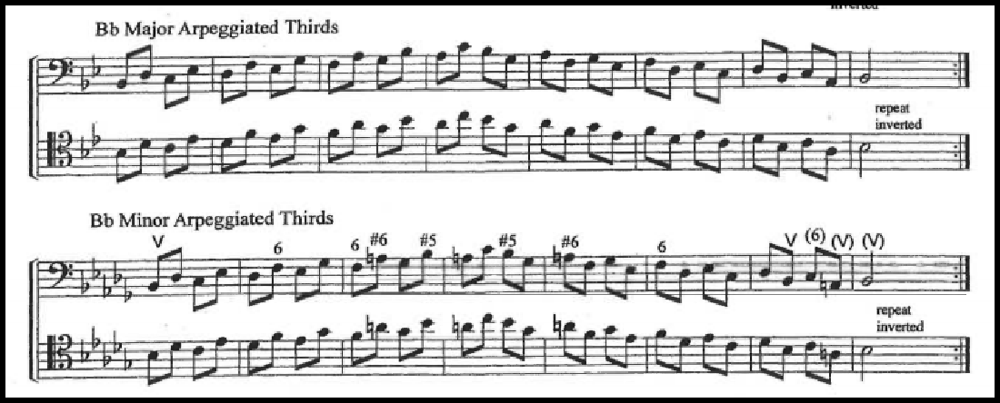 inverted
Bb Major Arpeggiated Thirds
repeat
inverted
Bb Minor Arpeggiated Thirds
V 6 6 #6 #5 #5 #6 6 V (6) (V) (V)
repeat
inverted